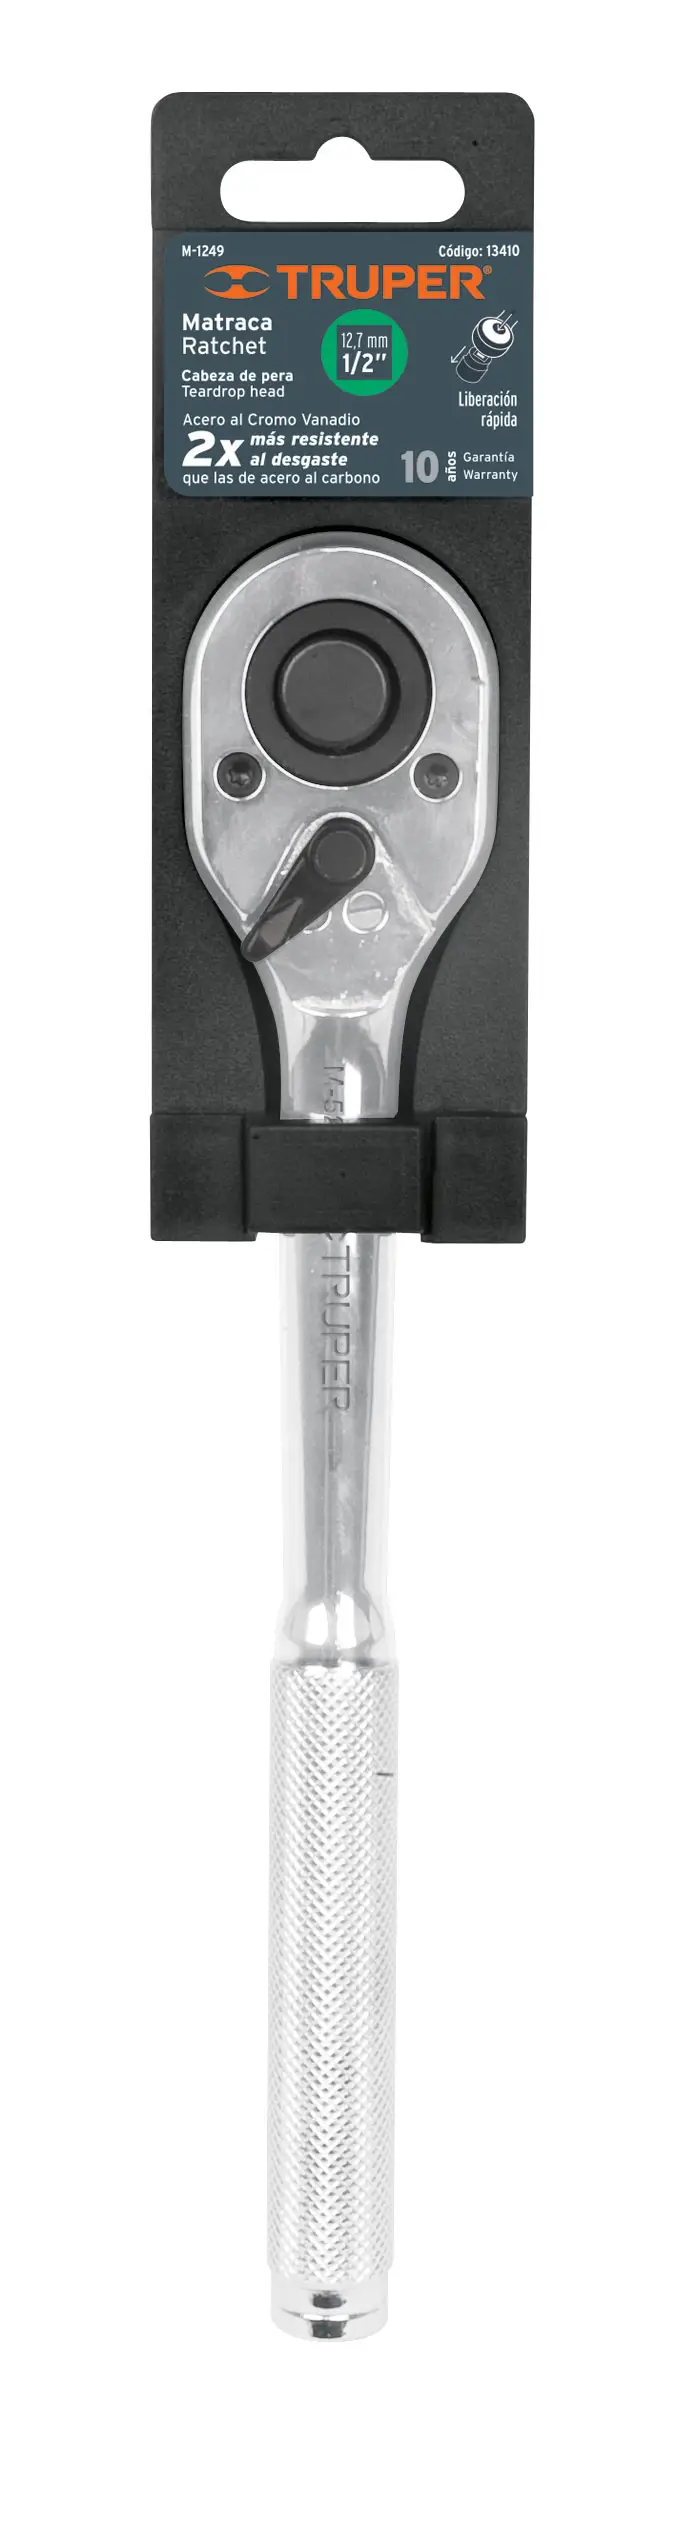 M-1249
Código: 13410
TRUPER®
Matraca
Ratchet
12,7 mm
1/2"
Cabeza de pera
Teardrop head
Liberación
rápida
Acero al Cromo Vanadio
2x más resistente
al desgaste
que las de acero al carbono
10 años
Garantía
Warranty
TRUPER